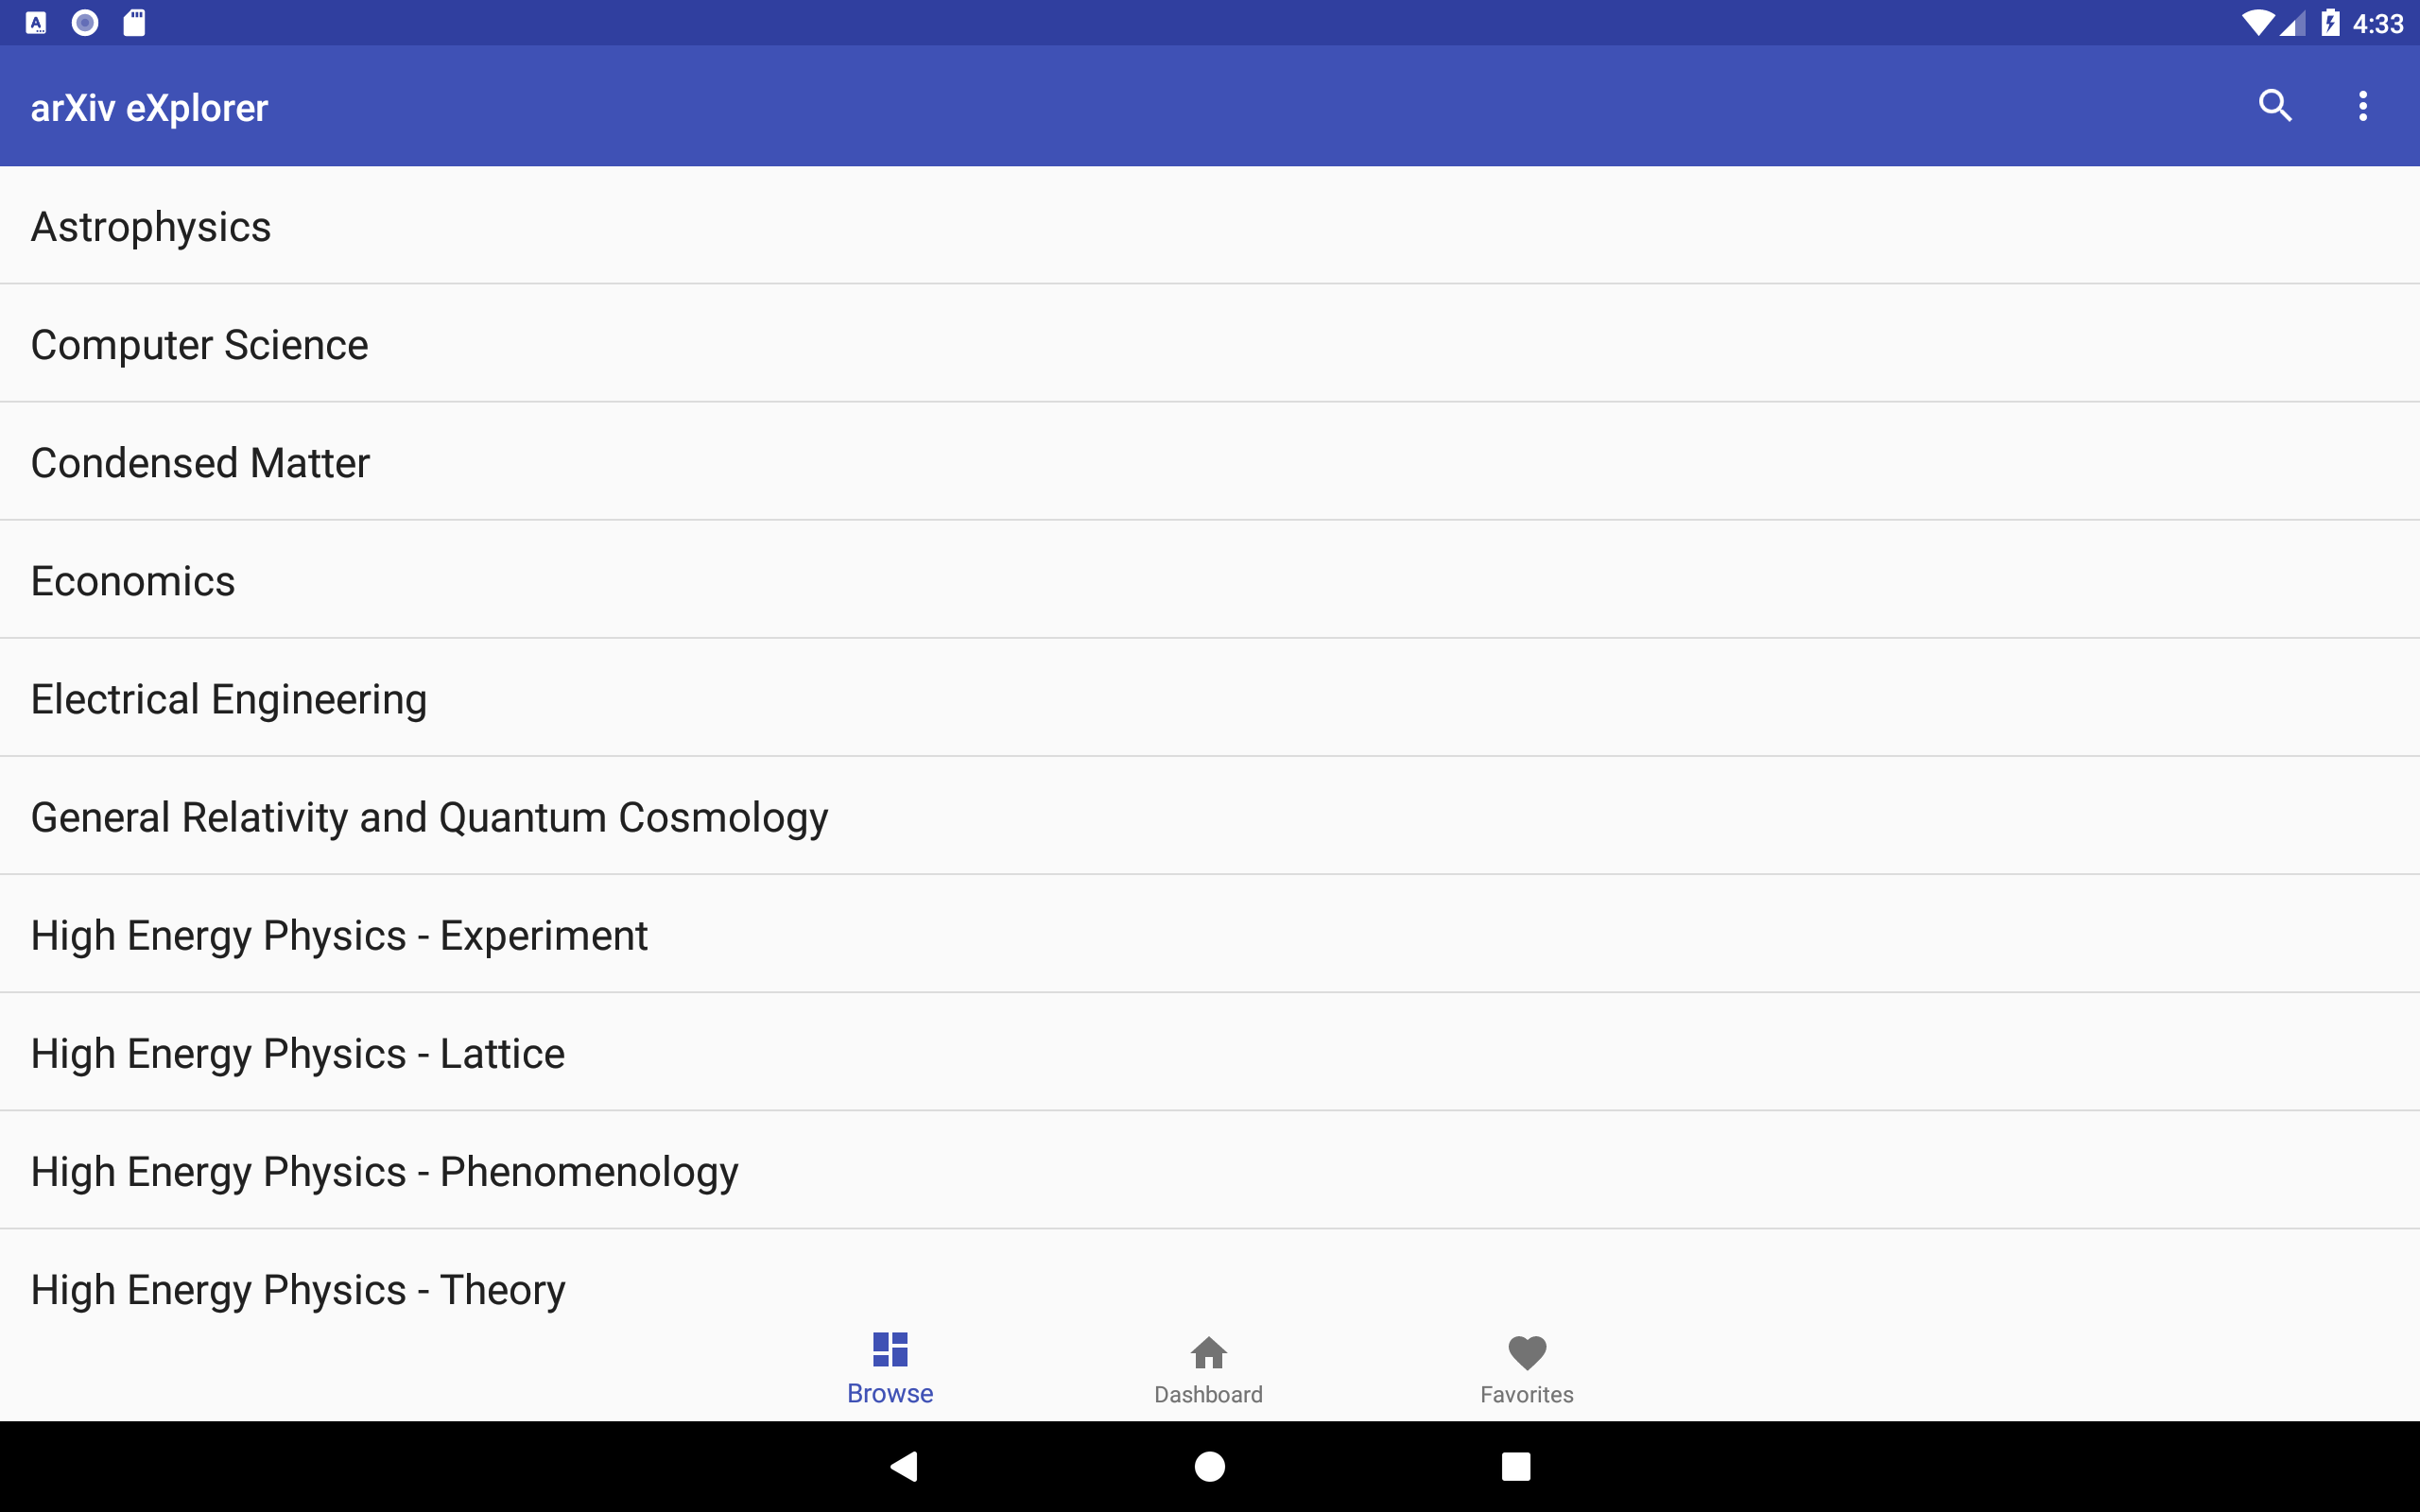 4:33
arXiv eXplorer
Astrophysics
Computer Science
Condensed Matter
Economics
Electrical Engineering
General Relativity and Quantum Cosmology
High Energy Physics - Experiment
High Energy Physics - Lattice
High Energy Physics - Phenomenology
High Energy Physics - Theory
Browse
Dashboard
Favorites